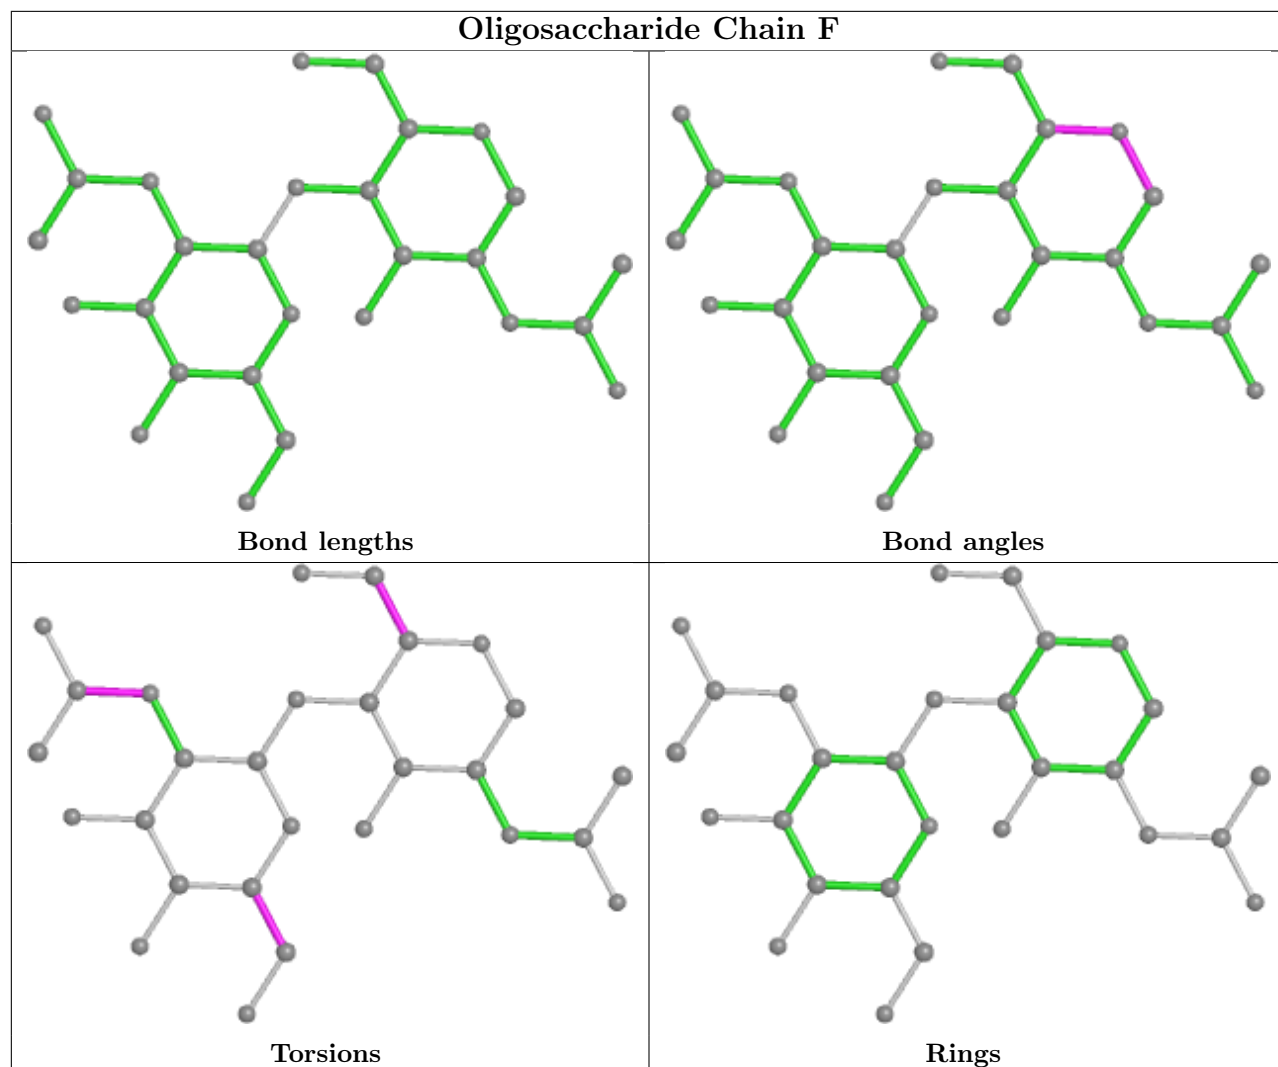 Oligosaccharide Chain F
Bond lengths
Bond angles
Torsions
Rings